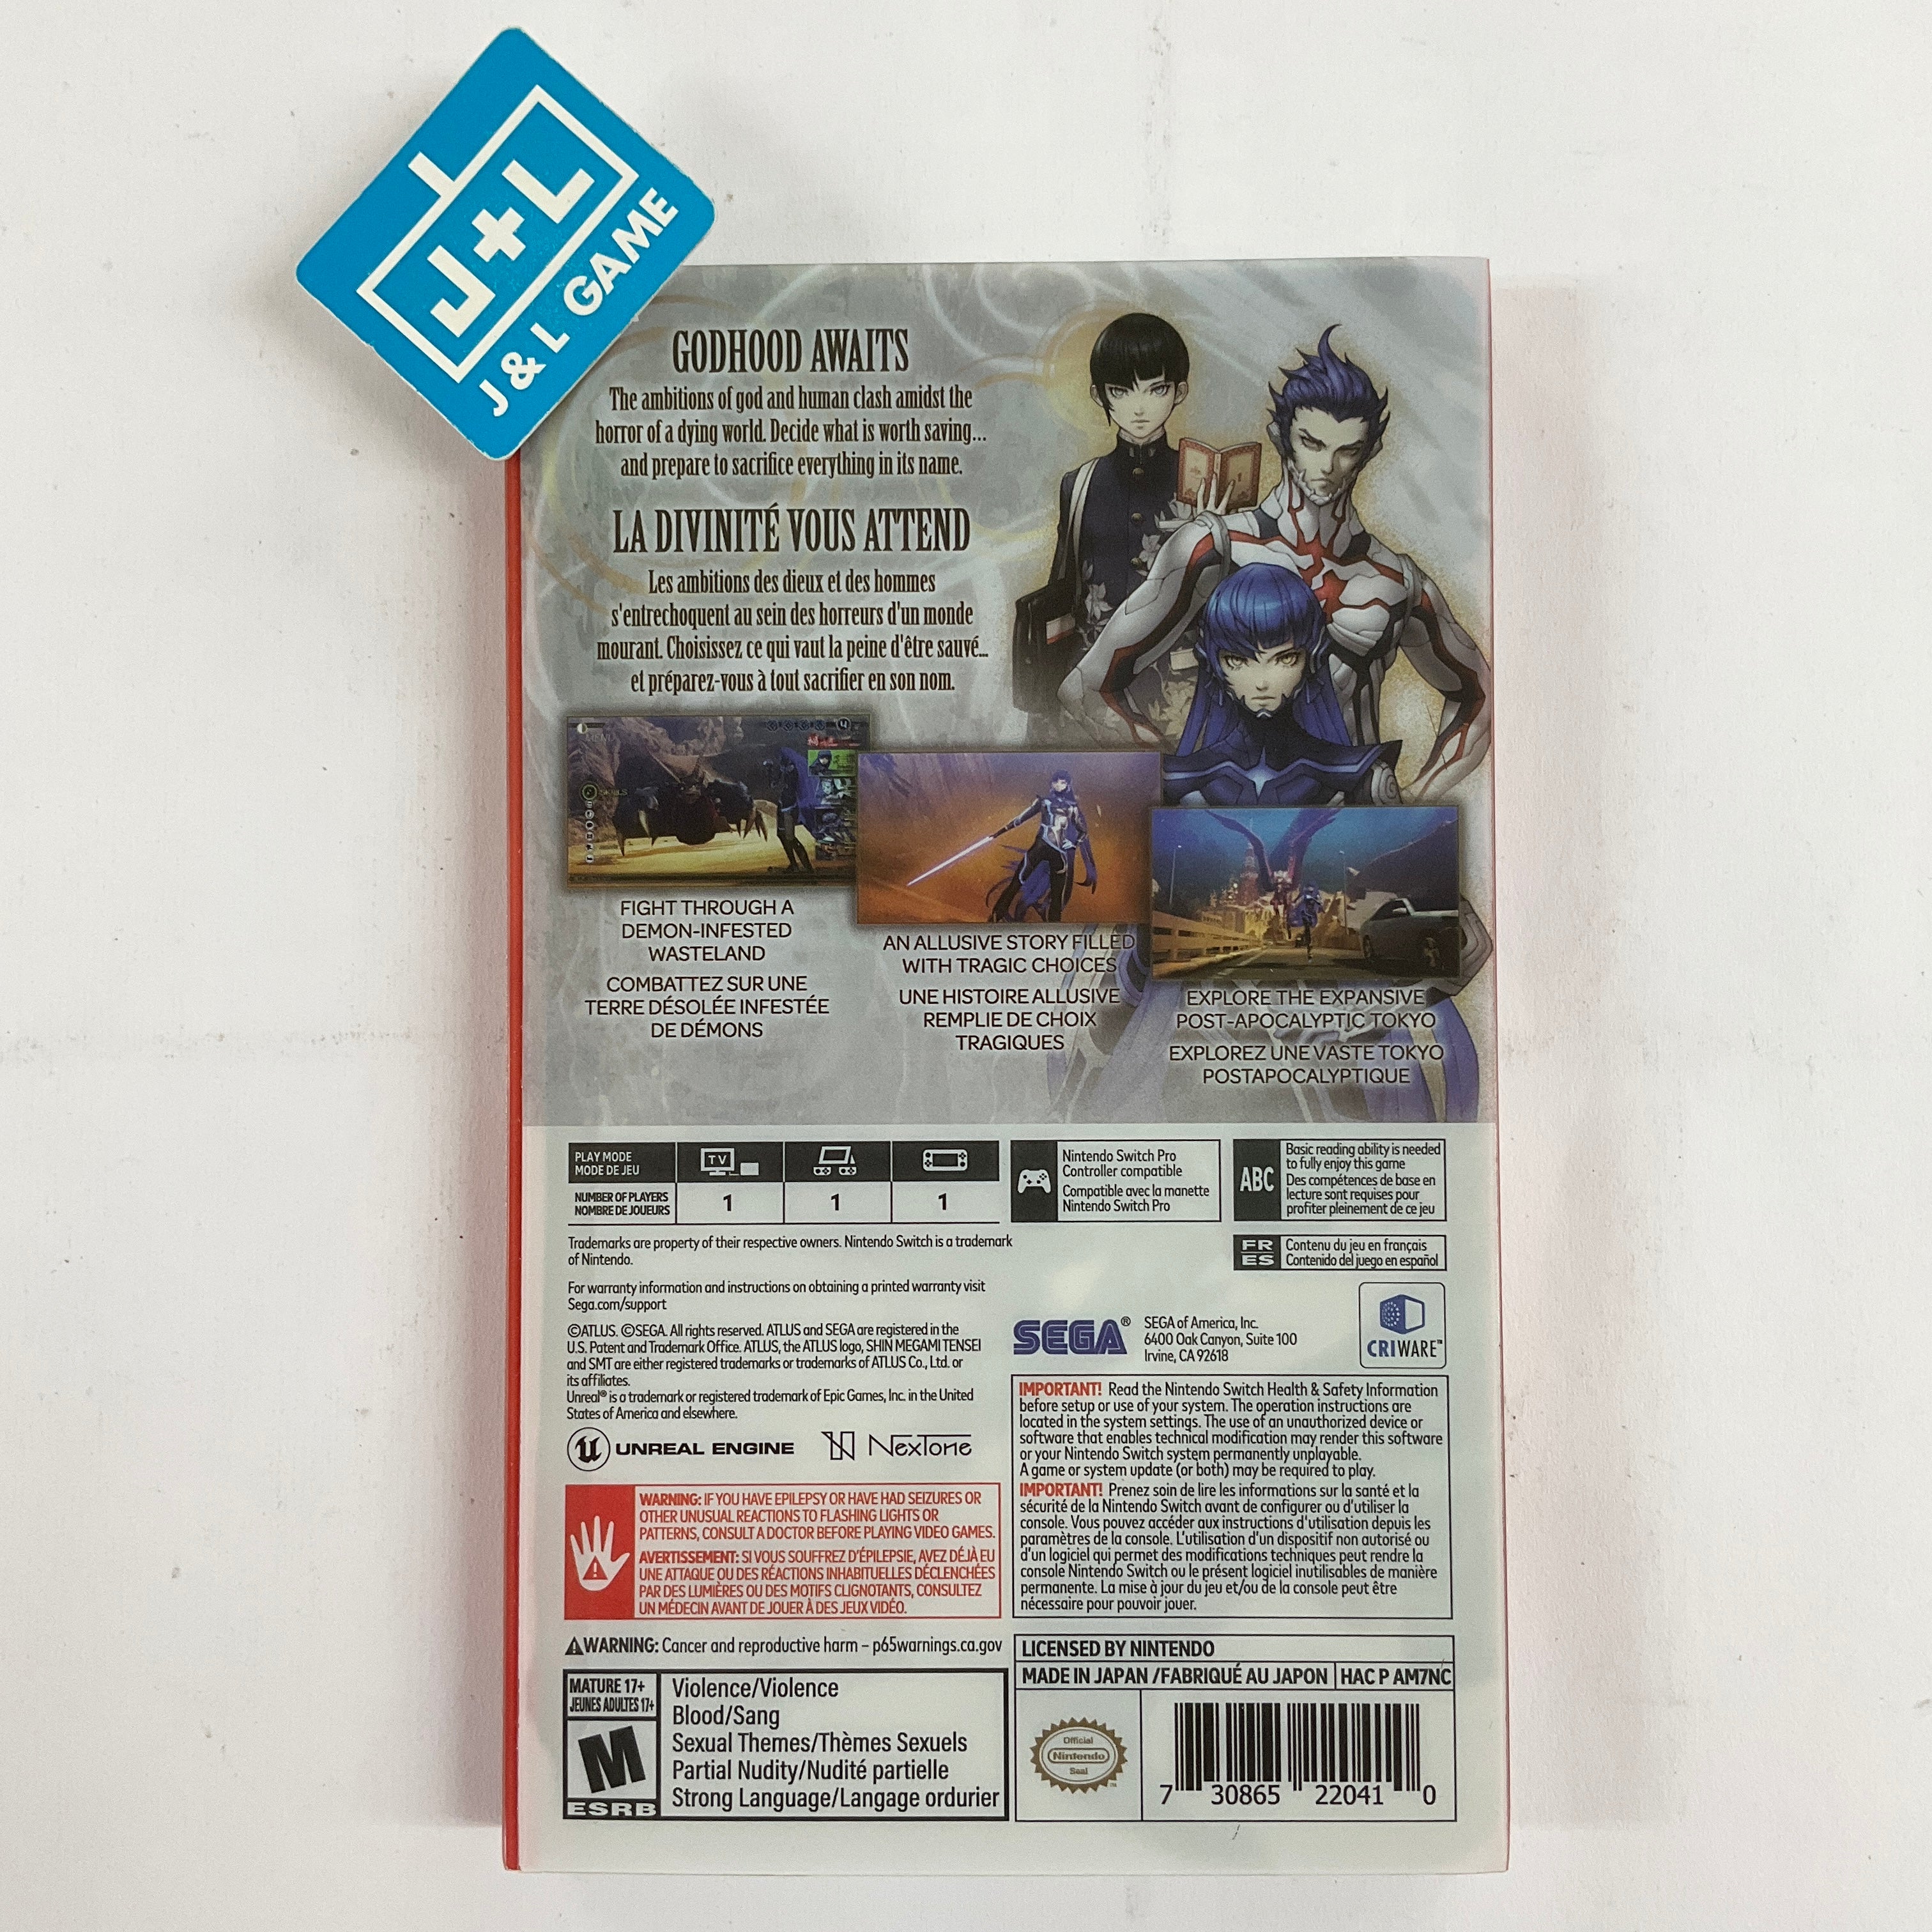 J+L
J & L GAME
GODHOOD AWAITS
The ambitions of god and human clash amidst the
horror of a dying world. Decide what is worth saving...
and prepare to sacrifice everything in its name.
LA DIVINITÉ VOUS ATTEND
Les ambitions des dieux et des hommes
s'entrechoquent au sein des horreurs d'un monde
mourant. Choisissez ce qui vaut la peine d'être sauvé...
et préparez-vous à tout sacrifier en son nom.
FIGHT THROUGH A
DEMON-INFESTED
WASTELAND
COMBATTEZ SUR UNE
TERRE DÉSOLÉE INFESTÉE
DE DÉMONS
AN ALLUSIVE STORY FILLED
WITH TRAGIC CHOICES
UNE HISTOIRE ALLUSIVE
REMPLIE DE CHOIX
TRAGIQUES
EXPLORE THE EXPANSIVE
POST-APOCALYPTIC TOKYO
EXPLOREZ UNE VASTE TOKYO
POSTAPOCALYPTIQUE
PLAY MODE
MODE DE JEU
TV
NUMBER OF PLAYERS
NOMBRE DE JOUEURS
1 1 1
Nintendo Switch Pro
Controller compatible
Compatible avec la manette
Nintendo Switch Pro
ABC
Basic reading ability is needed
to fully enjoy this game
Des compétences de base en
lecture sont requises pour
profiter pleinement de ce jeu
FR
ES
Contenu du jeu en français
Contenido del juego en español
Trademarks are property of their respective owners. Nintendo Switch is a trademark
of Nintendo.
For warranty information and instructions on obtaining a printed warranty visit
Sega.com/support
©ATLUS. ©SEGA. All rights reserved. ATLUS and SEGA are registered in the
U.S. Patent and Trademark Office. ATLUS, the ATLUS logo, SHIN MEGAMI TENSEI
and SMT are either registered trademarks or trademarks of ATLUS Co., Ltd. or
its affiliates.
Unreal® is a trademark or registered trademark of Epic Games, Inc. in the United
States of America and elsewhere.
UNREAL ENGINE
NexTone
SEGA®
SEGA of America, Inc.
6400 Oak Canyon, Suite 100
Irvine, CA 92618
CRIWARE™
WARNING: IF YOU HAVE EPILEPSY OR HAVE HAD SEIZURES OR
OTHER UNUSUAL REACTIONS TO FLASHING LIGHTS OR
PATTERNS, CONSULT A DOCTOR BEFORE PLAYING VIDEO GAMES.
AVERTISSEMENT: SI VOUS SOUFFREZ D'ÉPILEPSIE, AVEZ DÉJÀ EU
UNE ATTAQUE OU DES RÉACTIONS INHABITUELLES DÉCLENCHÉES
PAR DES LUMIÈRES OU DES MOTIFS CLIGNOTANTS, CONSULTEZ
UN MÉDECIN AVANT DE JOUER À DES JEUX VIDÉO.
IMPORTANT! Read the Nintendo Switch Health & Safety Information
before setup or use of your system. The operation instructions are
located in the system settings. The use of an unauthorized device or
software that enables technical modification may render this software
or your Nintendo Switch system permanently unplayable.
A game or system update (or both) may be required to play.
IMPORTANT! Prenez soin de lire les informations sur la santé et la
sécurité de la Nintendo Switch avant de configurer ou d'utiliser la
console. Vous pouvez accéder aux instructions d'utilisation depuis les
paramètres de la console. L'utilisation d'un dispositif non autorisé ou
d'un logiciel qui permet des modifications techniques peut rendre la
console Nintendo Switch ou le présent logiciel inutilisables de manière
permanente. La mise à jour du jeu et/ou de la console peut être
nécessaire pour pouvoir jouer.
WARNING: Cancer and reproductive harm – p65warnings.ca.gov
MATURE 17+
JEUNES ADULTES 17+
M
ESRB
Violence/Violence
Blood/Sang
Sexual Themes/Thèmes Sexuels
Partial Nudity/Nudité partielle
Strong Language/Langage ordurier
LICENSED BY NINTENDO
MADE IN JAPAN /FABRIQUÉ AU JAPON HAC P AM7NC
Official
Nintendo
Seal
7 30865 22041 0